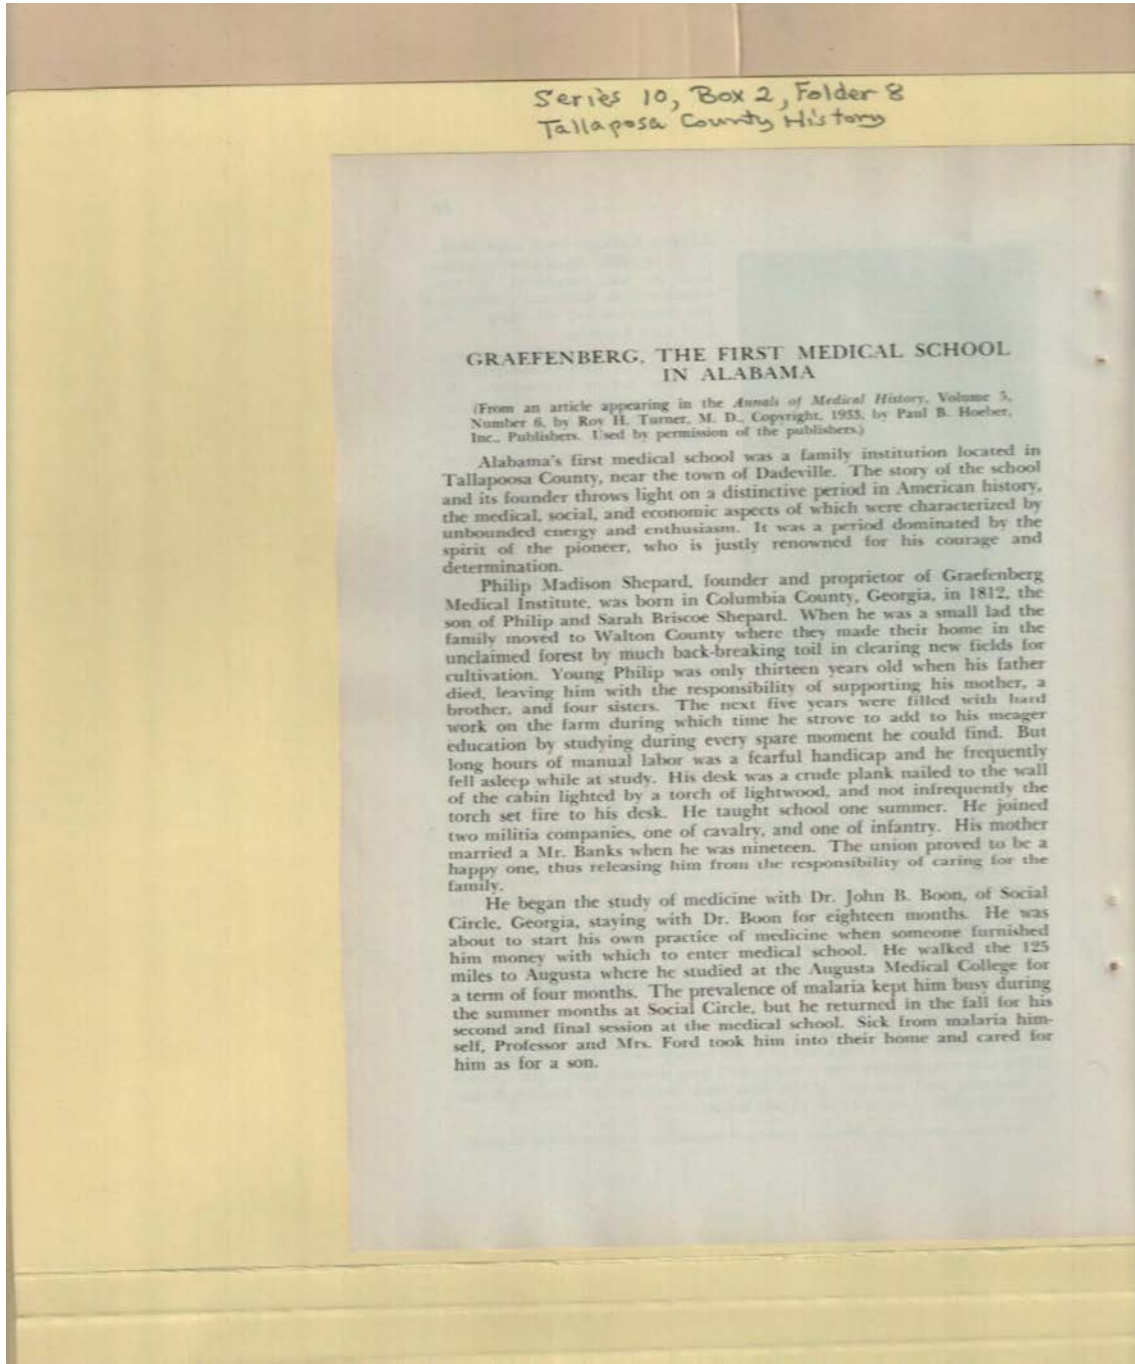 Series 10, Box 2, Folder 8
Tallaposa County History
GRAEFENBERG, THE FIRST MEDICAL SCHOOL
IN ALABAMA
(From an article appearing in the Annals of Medical History, Volume 5,
Number 6, by Roy H. Turner, M. D., Copyright, 1933, by Paul B. Hoeber,
Inc., Publishers. Used by permission of the publishers.)
Alabama's first medical school was a family institution located in
Tallapoosa County, near the town of Dadeville. The story of the school
and its founder throws light on a distinctive period in American history,
the medical, social, and economic aspects of which were characterized by
unbounded energy and enthusiasm. It was a period dominated by the
spirit of the pioneer, who is justly renowned for his courage and
determination.
Philip Madison Shepard, founder and proprietor of Graefenberg
Medical Institute, was born in Columbia County, Georgia, in 1812, the
son of Philip and Sarah Briscoe Shepard. When he was a small lad the
family moved to Walton County where they made their home in the
unclaimed forest by much back-breaking toil in clearing new fields for
cultivation. Young Philip was only thirteen years old when his father
died, leaving him with the responsibility of supporting his mother, a
brother, and four sisters. The next five years were filled with hard
work on the farm during which time he strove to add to his meager
education by studying during every spare moment he could find. But
long hours of manual labor was a fearful handicap and he frequently
fell asleep while at study. His desk was a crude plank nailed to the wall
of the cabin lighted by a torch of lightwood, and not infrequently the
torch set fire to his desk. He taught school one summer. He joined
two militia companies, one of cavalry, and one of infantry. His mother
married a Mr. Banks when he was nineteen. The union proved to be a
happy one, thus releasing him from the responsibility of caring for the
family.
He began the study of medicine with Dr. John B. Boon, of Social
Circle, Georgia, staying with Dr. Boon for eighteen months. He was
about to start his own practice of medicine when someone furnished
him money with which to enter medical school. He walked the 125
miles to Augusta where he studied at the Augusta Medical College for
a term of four months. The prevalence of malaria kept him busy during
the summer months at Social Circle, but he returned in the fall for his
second and final session at the medical school. Sick from malaria him-
self, Professor and Mrs. Ford took him into their home and cared for
him as for a son.